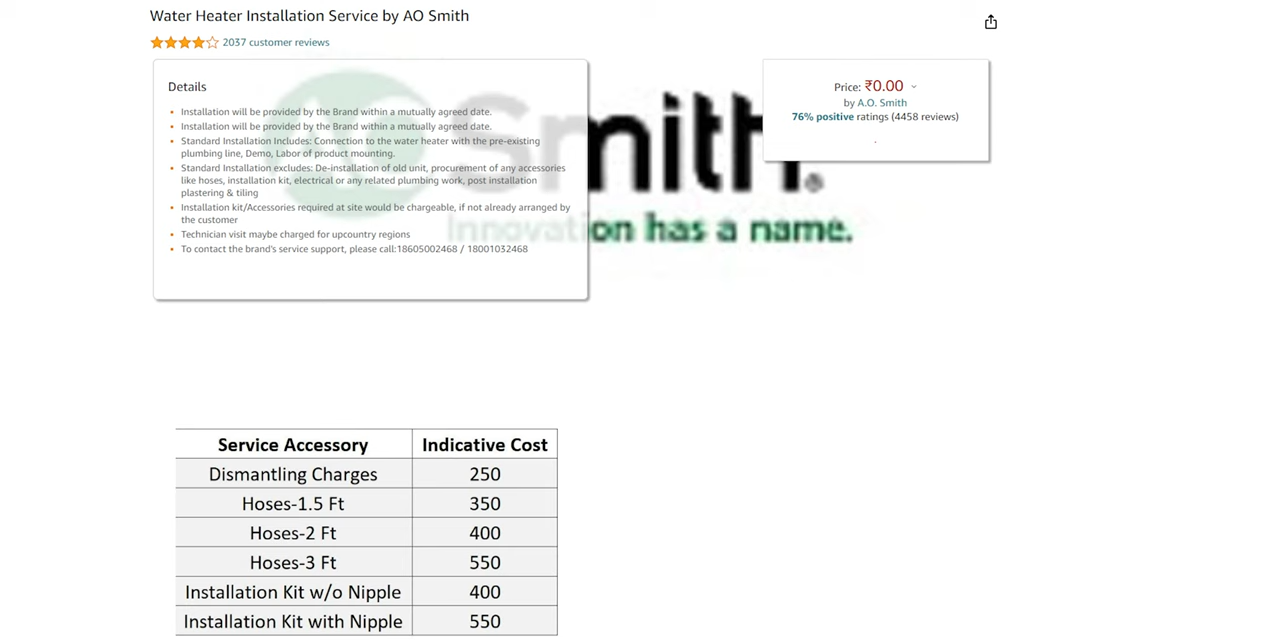 Water Heater Installation Service by AO Smith
2037 customer reviews
Details
Installation will be provided by the Brand within a mutually agreed date.
Installation will be provided by the Brand within a mutually agreed date.
Standard Installation Includes: Connection to the water heater with the pre-existing
plumbing line, Demo, Labor of product mounting.
Standard Installation excludes: De-installation of old unit, procurement of any accessories
like hoses, installation kit, electrical or any related plumbing work, post installation
plastering & tiling
Installation kit/Accessories required at site would be chargeable, if not already arranged by
the customer
Technician visit maybe charged for upcountry regions
To contact the brand's service support, please call:18605002468 / 18001032468
AO Smith®
Innovation has a name.
Price: ₹0.00
by A.O. Smith
76% positive ratings (4458 reviews)
Service Accessory Indicative Cost
Dismantling Charges 250
Hoses-1.5 Ft 350
Hoses-2 Ft 400
Hoses-3 Ft 550
Installation Kit w/o Nipple 400
Installation Kit with Nipple 550